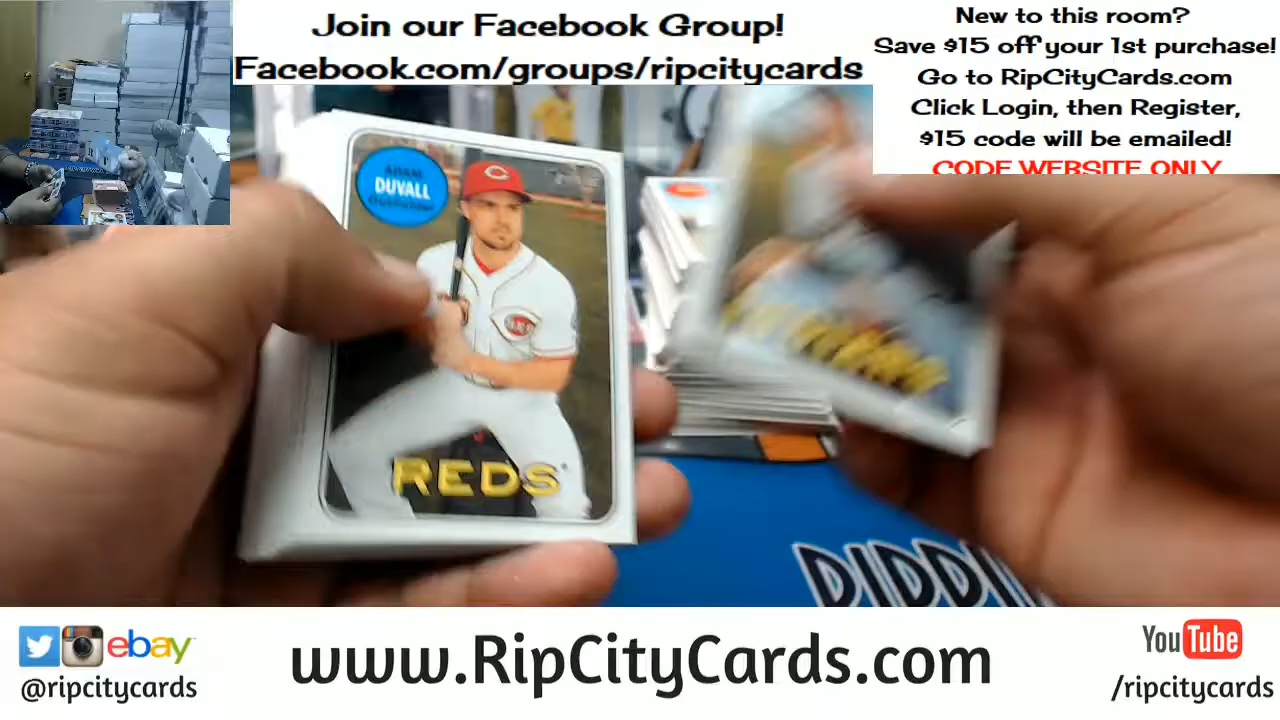 Join our Facebook Group!
Facebook.com/groups/ripcitycards
New to this room?
Save $15 off your 1st purchase!
Go to RipCityCards.com
Click Login, then Register,
$15 code will be emailed!
CODE WEBSITE ONLY
ADAM
DUVALL
OUTFIELDER
REDS
ebay
@ripcitycards
www.RipCityCards.com
YouTube
/ripcitycards